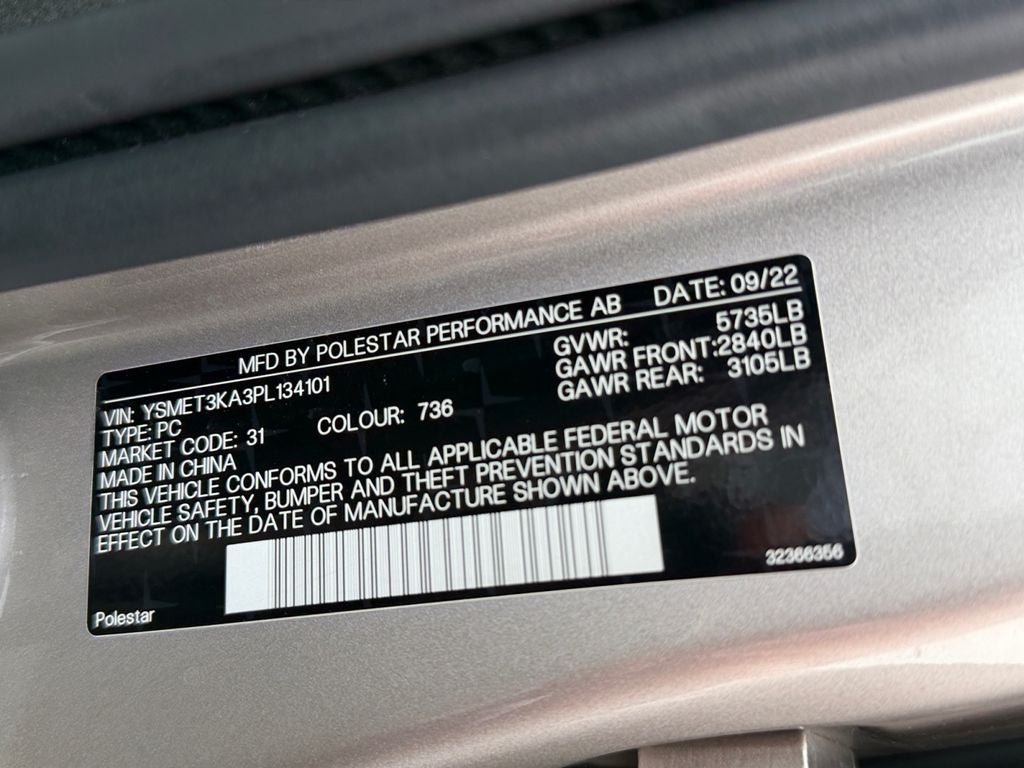 MFD BY POLESTAR PERFORMANCE AB DATE: 09/22
VIN: YSMET3KA3PL134101 GVWR: 5735LB
TYPE: PC GAWR FRONT:2840LB
MARKET CODE: 31 COLOUR: 736 GAWR REAR: 3105LB
MADE IN CHINA
THIS VEHICLE CONFORMS TO ALL APPLICABLE FEDERAL MOTOR
VEHICLE SAFETY, BUMPER AND THEFT PREVENTION STANDARDS IN
EFFECT ON THE DATE OF MANUFACTURE SHOWN ABOVE.
Polestar 32366356